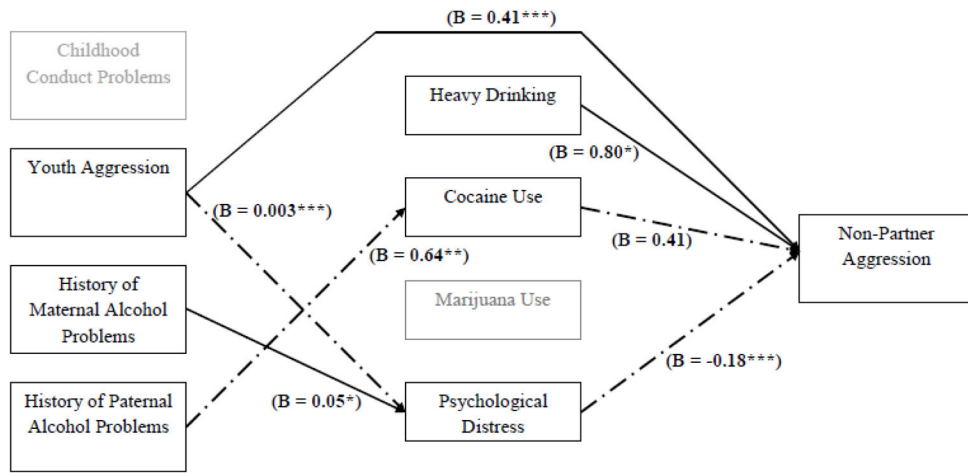 (B = 0.41***)
Childhood
Conduct Problems
Heavy Drinking
(B = 0.80*)
Youth Aggression
Cocaine Use
(B = 0.003***)
(B = 0.41)
Non-Partner
Aggression
(B = 0.64**)
History of
Maternal Alcohol
Problems
Marijuana Use
(B = -0.18***)
History of Paternal
Alcohol Problems
(B = 0.05*)
Psychological
Distress